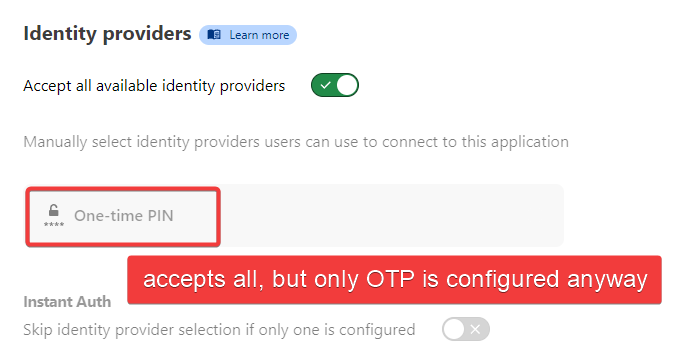 Identity providers Learn more
Accept all available identity providers
Manually select identity providers users can use to connect to this application
**** One-time PIN
accepts all, but only OTP is configured anyway
Instant Auth
Skip identity provider selection if only one is configured